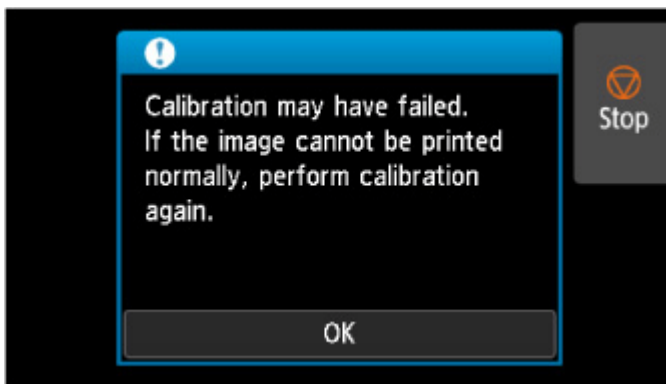 Calibration may have failed.
If the image cannot be printed
normally, perform calibration
again.
OK
Stop